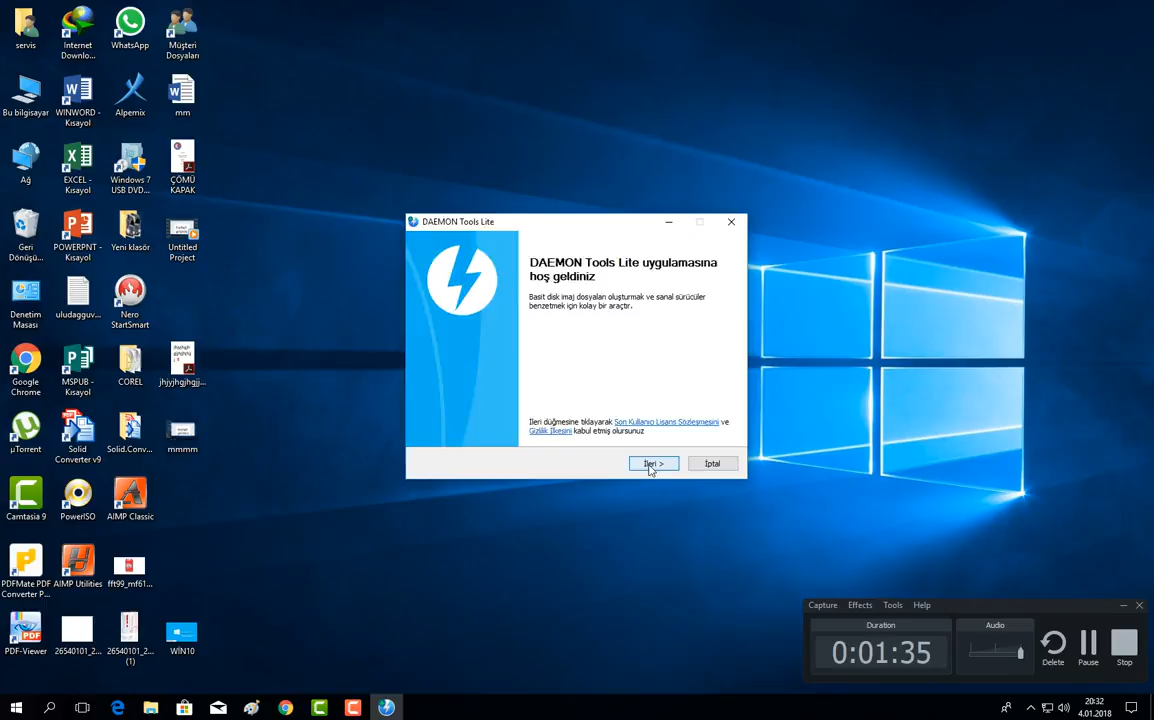 servis
Internet
Downlo...
WhatsApp
Müşteri
Dosyaları
Bu bilgisayar
WINWORD -
Kısayol
Alpemix
mm
Ağ
EXCEL -
Kısayol
Windows 7
USB DVD...
ÇÖMÜ
KAPAK
Geri
Dönüşü...
POWERPNT -
Kısayol
Yeni klasör
Untitled
Project
Denetim
Masası
uludagguv...
Nero
StartSmart
Google
Chrome
MSPUB -
Kısayol
COREL
jhjyjhgjhgjj...
µTorrent
Solid
Converter v9
Solid.Conv...
mmmm
Camtasia 9
PowerISO
AIMP Classic
PDFMate PDF
Converter P...
AIMP Utilities
fft99_mf61...
PDF-Viewer
26540101_2...
26540101_2...
(1)
WİN10
DAEMON Tools Lite
DAEMON Tools Lite uygulamasına
hoş geldiniz
Basit disk imaj dosyaları oluşturmak ve sanal sürücüler
benzetmek için kolay bir araçtır.
İleri düğmesine tıklayarak Son Kullanıcı Lisans Sözleşmesini ve
Gizlilik İlkesini kabul etmiş olursunuz
İleri >
İptal
Capture Effects Tools Help
Duration
0:01:35
Audio
Delete
Pause
Stop
20:32
4.01.2018